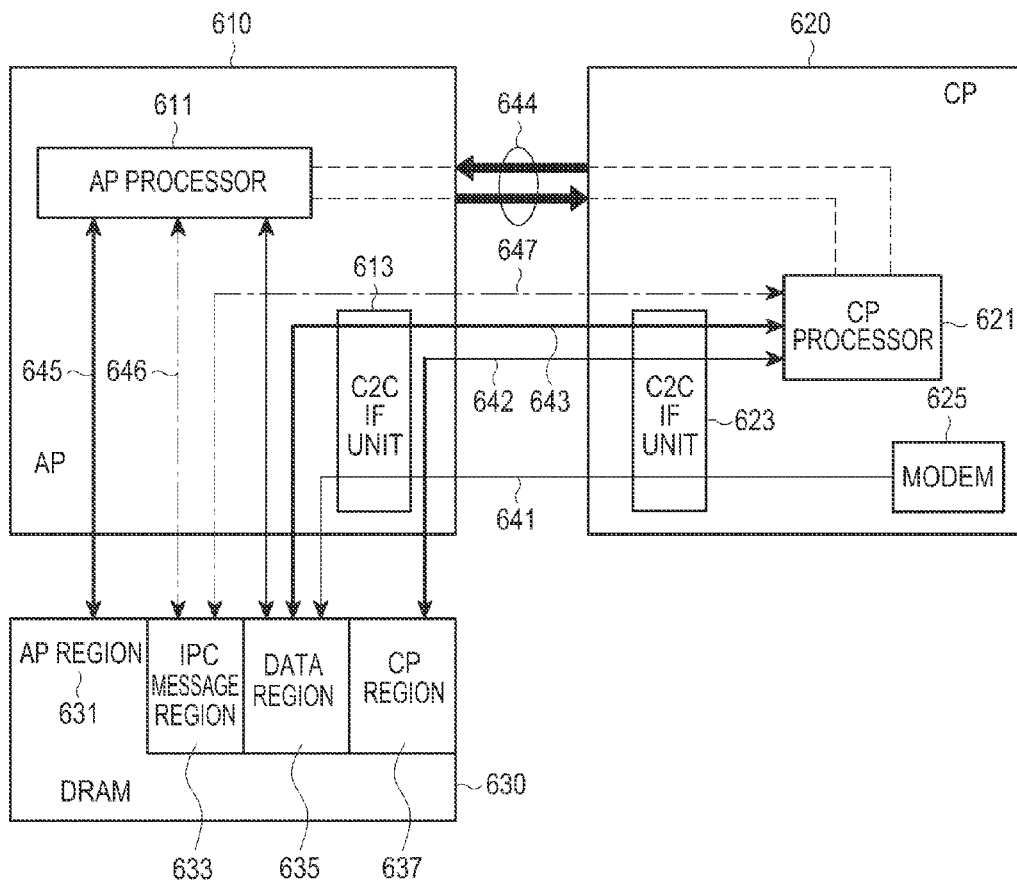 610
620
CP
611
644
AP PROCESSOR
647
613
CP
PROCESSOR
621
645
646
C2C
IF
UNIT
642
643
C2C
IF
UNIT
623
625
AP
MODEM
641
AP REGION
631
IPC
MESSAGE
REGION
DATA
REGION
CP
REGION
DRAM
630
633
635
637